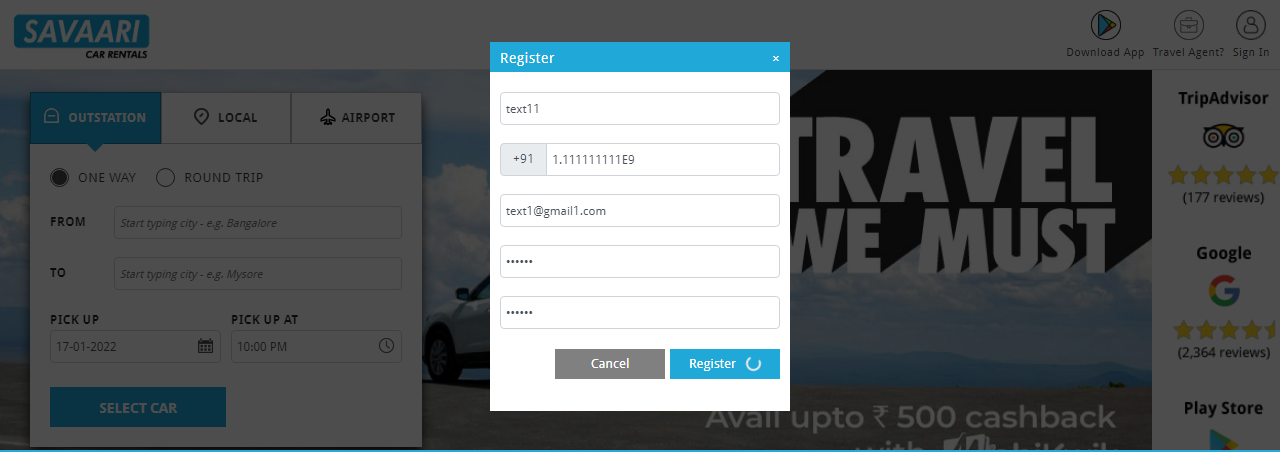 SAVAARI
CAR RENTALS
Download App
Travel Agent?
Sign In
Register
×
text11
+91
1.111111111E9
text1@gmail1.com
••••••
••••••
Cancel
Register
OUTSTATION
LOCAL
AIRPORT
ONE WAY
ROUND TRIP
FROM
Start typing city - e.g. Bangalore
TO
Start typing city - e.g. Mysore
PICK UP
PICK UP AT
17-01-2022
10:00 PM
SELECT CAR
TRAVEL
WE MUST
Avail upto ₹ 500 cashback
with MobiKwik
TripAdvisor
(177 reviews)
Google
(2,364 reviews)
Play Store